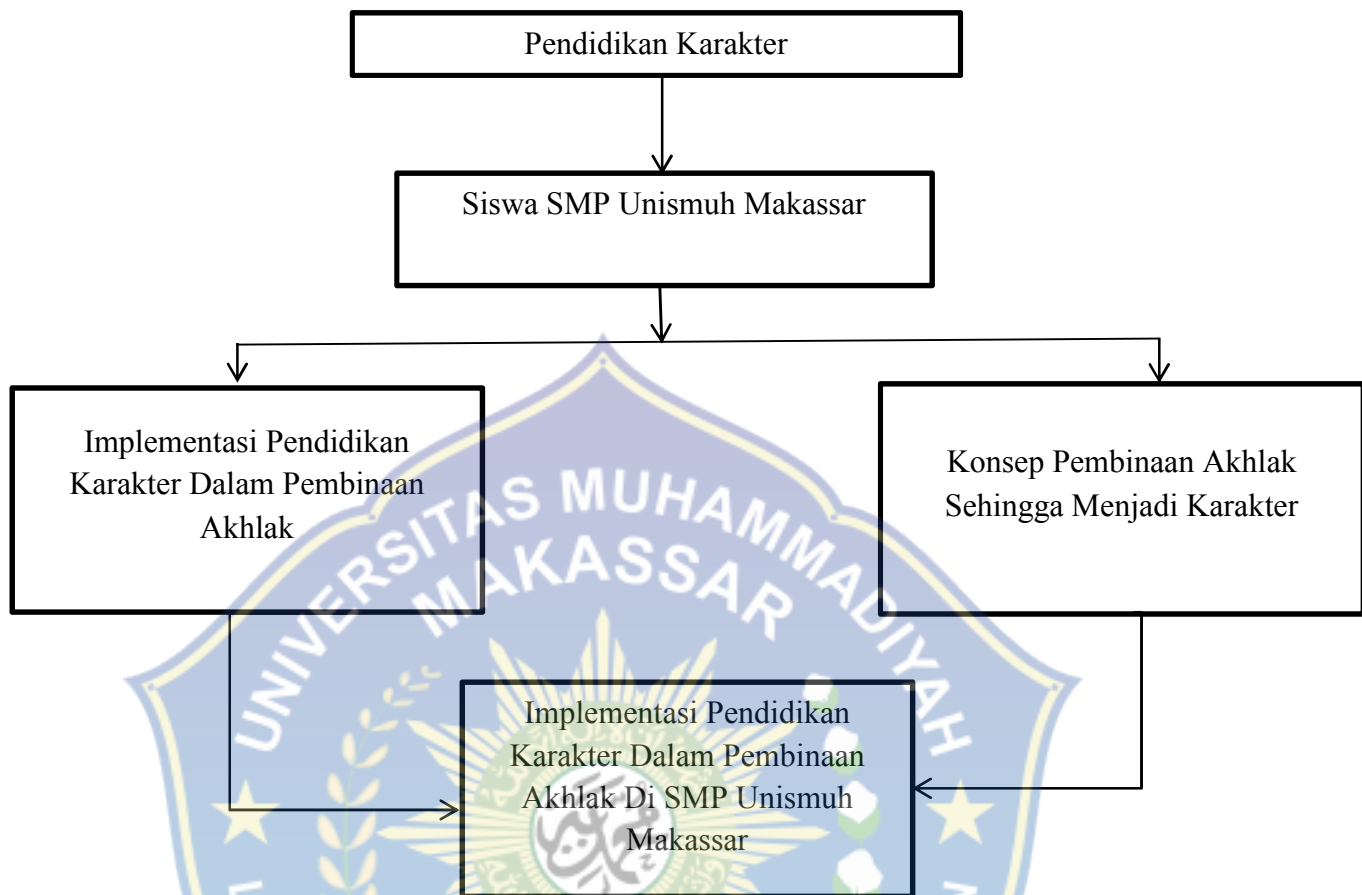 Pendidikan Karakter
Siswa SMP Unismuh Makassar
Implementasi Pendidikan
Karakter Dalam Pembinaan
Akhlak
Konsep Pembinaan Akhlak
Sehingga Menjadi Karakter
UNIVERSITAS MUHAMMADIYAH
MAKASSAR
Implementasi Pendidikan
Karakter Dalam Pembinaan
Akhlak Di SMP Unismuh
Makassar